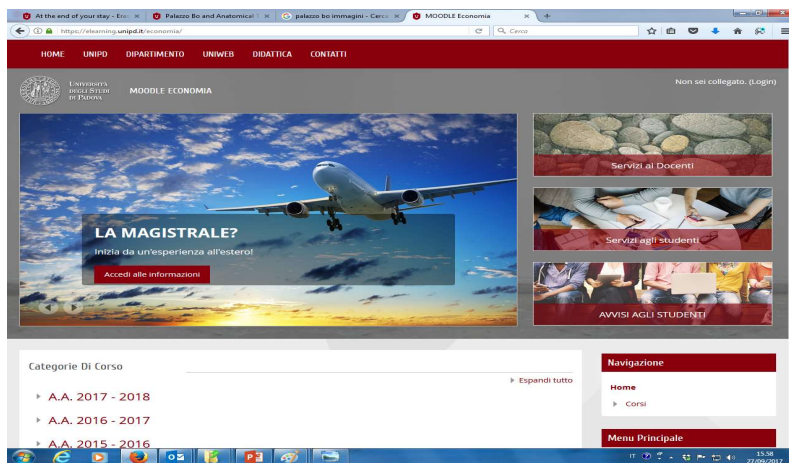 At the end of your stay - Era
Palazzo Bo and Anatomical T
palazzo bo immagini - Cerca
MOODLE Economia
https://elearning.unipd.it/economia/
Cerca
HOME UNIPD DIPARTIMENTO UNIWEB DIDATTICA CONTATTI
UNIVERSITÀ
DEGLI STUDI
DI PADOVA
MOODLE ECONOMIA
Non sei collegato. (Login)
LA MAGISTRALE?
Inizia da un'esperienza all'estero!
Accedi alle informazioni
Servizi ai Docenti
Servizi agli studenti
AVVISI AGLI STUDENTI
Categorie Di Corso
Espandi tutto
A.A. 2017 - 2018
A.A. 2016 - 2017
A.A. 2015 - 2016
Navigazione
Home
Corsi
Menu Principale
IT
15.58
27/09/2017